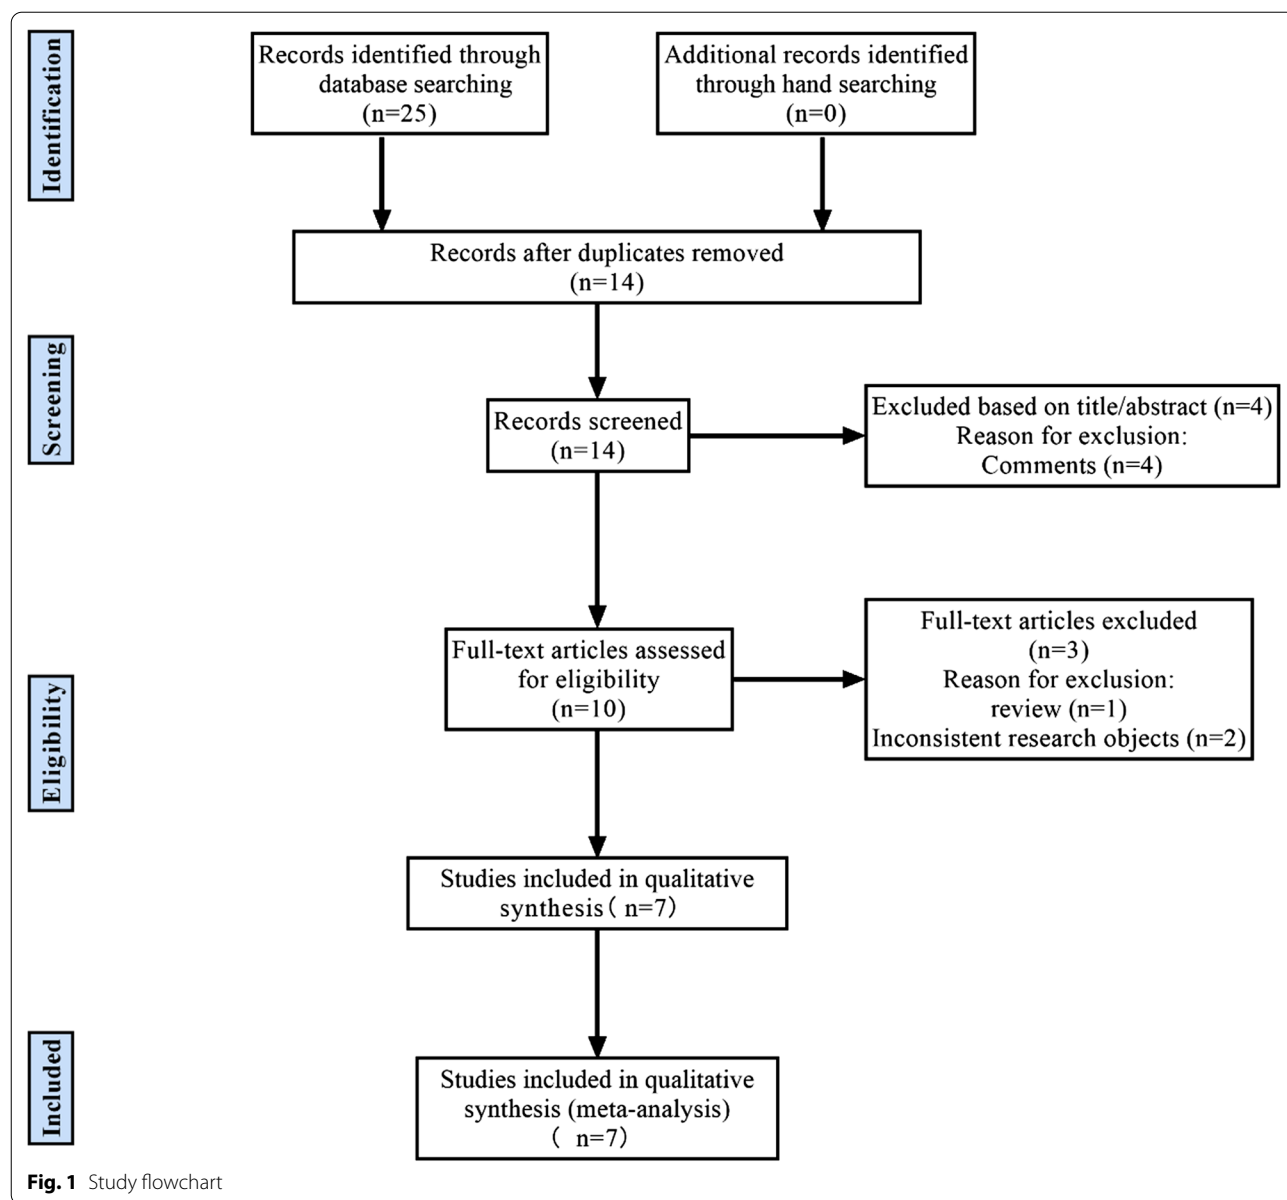 Identification
Records identified through
database searching
(n=25)
Additional records identified
through hand searching
(n=0)
Records after duplicates removed
(n=14)
Screening
Records screened
(n=14)
Excluded based on title/abstract (n=4)
Reason for exclusion:
Comments (n=4)
Eligibility
Full-text articles assessed
for eligibility
(n=10)
Full-text articles excluded
(n=3)
Reason for exclusion:
review (n=1)
Inconsistent research objects (n=2)
Studies included in qualitative
synthesis( n=7)
Included
Studies included in qualitative
synthesis (meta-analysis)
( n=7)
Fig. 1 Study flowchart